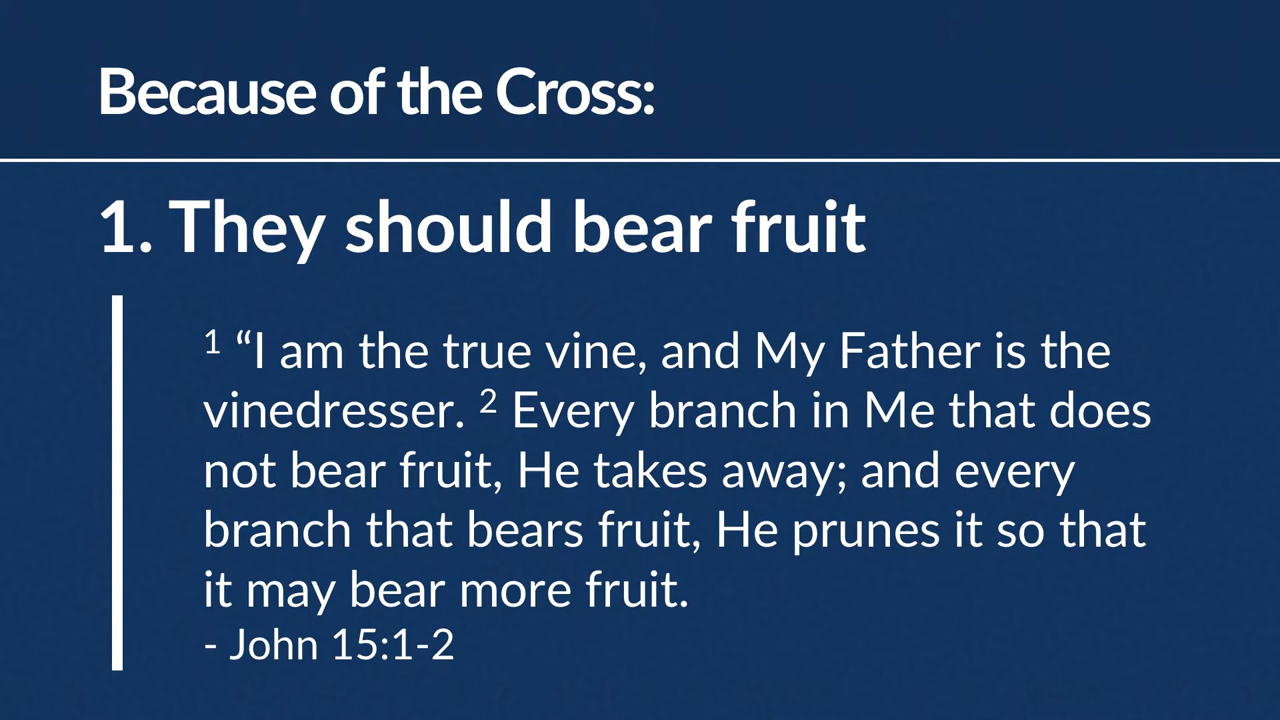 Because of the Cross:
1. They should bear fruit
1 “I am the true vine, and My Father is the
vinedresser. 2 Every branch in Me that does
not bear fruit, He takes away; and every
branch that bears fruit, He prunes it so that
it may bear more fruit.
- John 15:1-2